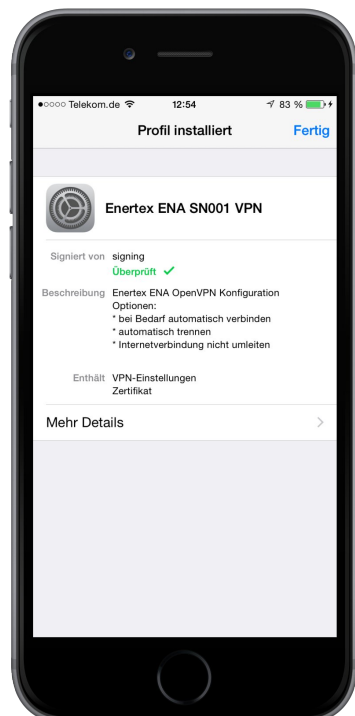 Telekom.de 12:54 83 %
Profil installiert Fertig
Enertex ENA SN001 VPN
Signiert von signing
Überprüft
Beschreibung Enertex ENA OpenVPN Konfiguration
Optionen:
* bei Bedarf automatisch verbinden
* automatisch trennen
* Internetverbindung nicht umleiten
Enthält VPN-Einstellungen
Zertifikat
Mehr Details